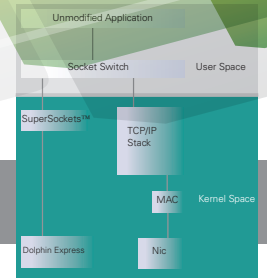 Unmodified Application
Socket Switch
User Space
SuperSockets™
TCP/IP
Stack
MAC
Kernel Space
Dolphin Express
Nic